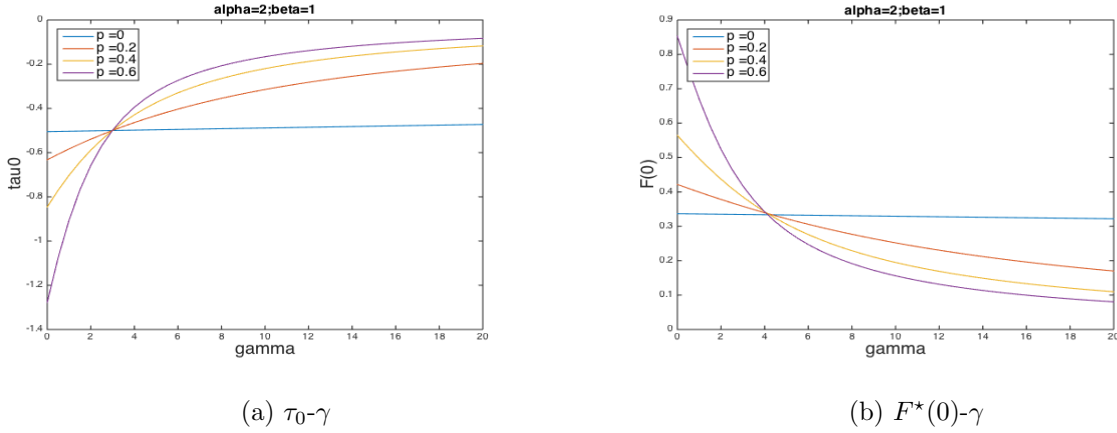 alpha=2;beta=1
p =0
p =0.2
p =0.4
p =0.6
0
-0.2
-0.4
-0.6
-0.8
-1
-1.2
-1.4
tau0
0 2 4 6 8 10 12 14 16 18 20
gamma
(a) τ₀-γ
alpha=2;beta=1
p =0
p =0.2
p =0.4
p =0.6
0.9
0.8
0.7
0.6
0.5
0.4
0.3
0.2
0.1
0
F(0)
0 2 4 6 8 10 12 14 16 18 20
gamma
(b) F⋆(0)-γ